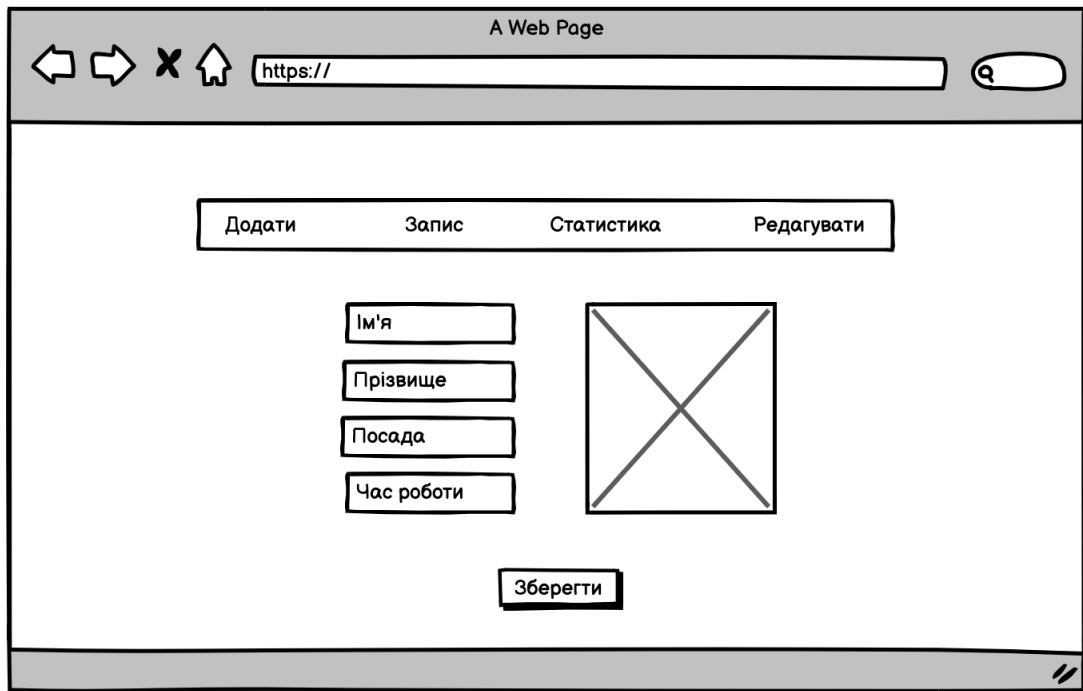 A Web Page
https://
Додати Запис Статистика Редагувати
Ім'я
Прізвище
Посада
Час роботи
Зберегти